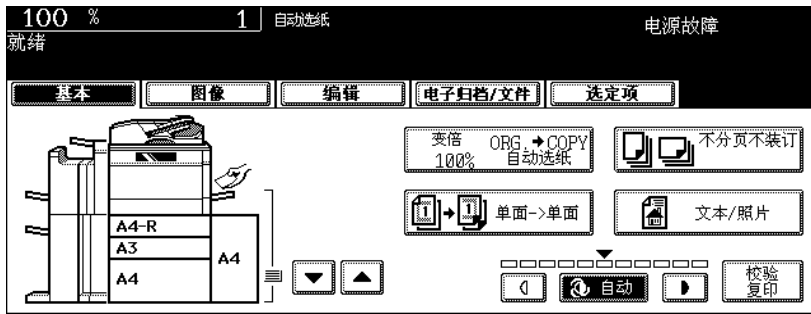 100 % 1 自动选纸 电源故障
就绪
基本 图像 编辑 电子归档/文件 选定项
变倍 ORG.→COPY 不分页不装订
100% 自动选纸
1→1 单面->单面 文本/照片
A4-R
A3
A4
A4
自动 校验
复印